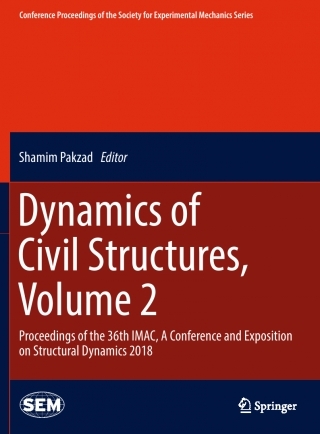 Conference Proceedings of the Society for Experimental Mechanics Series
Shamim Pakzad Editor
Dynamics of
Civil Structures,
Volume 2
Proceedings of the 36th IMAC, A Conference and Exposition
on Structural Dynamics 2018
SEM
Springer